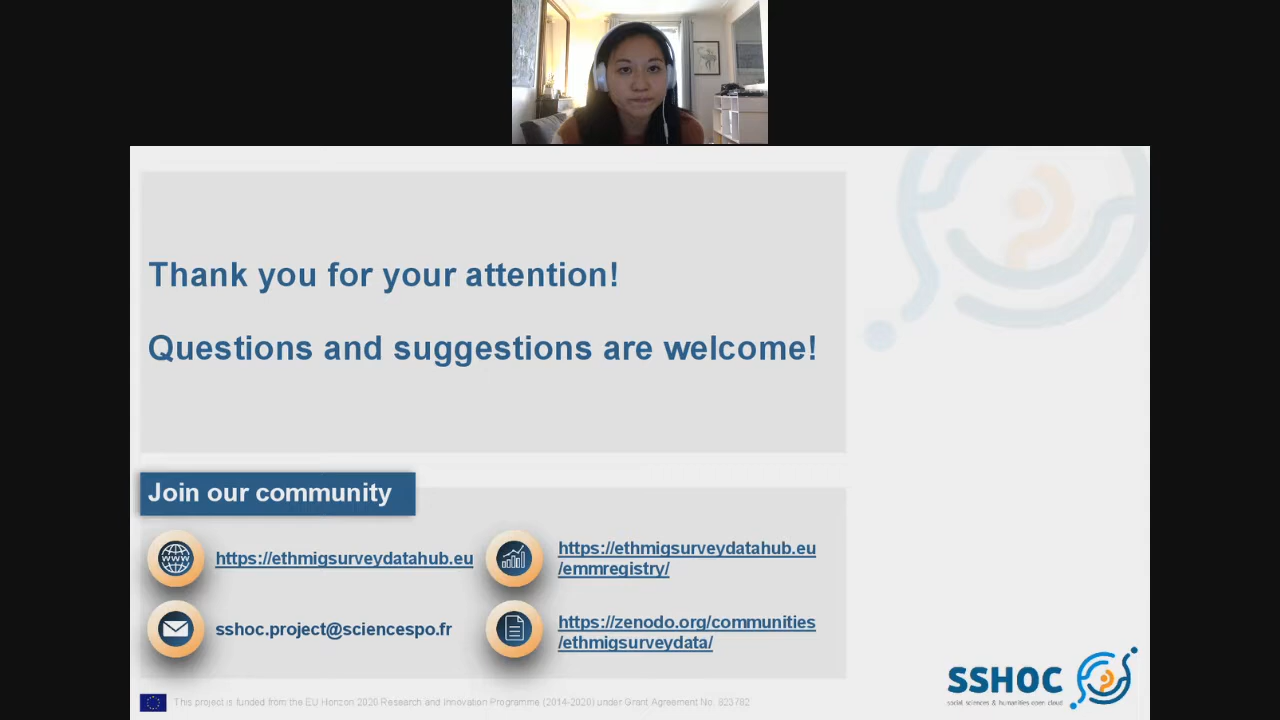 Thank you for your attention!
Questions and suggestions are welcome!
Join our community
https://ethmigsurveydatahub.eu
sshoc.project@sciencespo.fr
https://ethmigsurveydatahub.eu
/emmregistry/
https://zenodo.org/communities
/ethmigsurveydata/
This project is funded from the EU Horizon 2020 Research and Innovation Programme (2014-2020) under Grant Agreement No. 823782
SSHOC
social sciences & humanities open cloud
WWW